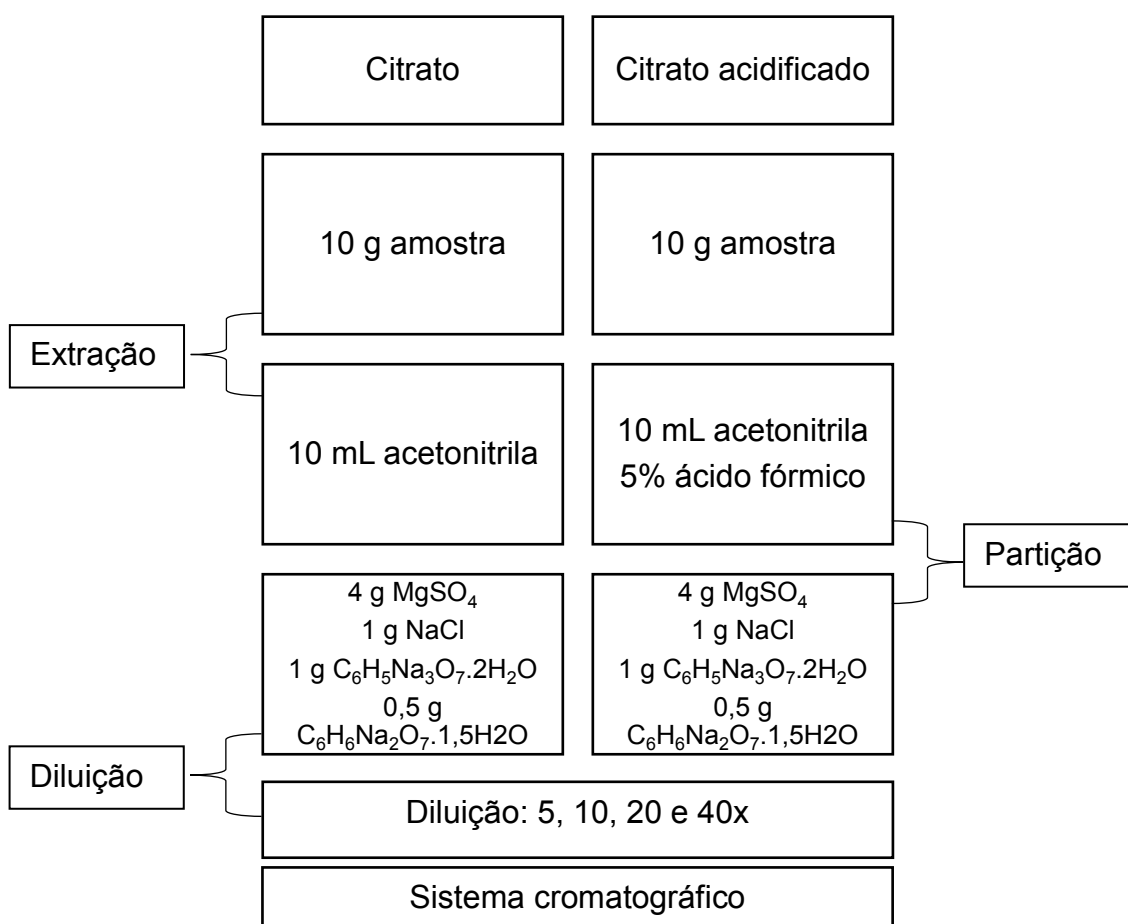 Citrato
Citrato acidificado
10 g amostra
10 g amostra
Extração
10 mL acetonitrila
10 mL acetonitrila
5% ácido fórmico
Partição
4 g MgSO₄
1 g NaCl
1 g C₆H₅Na₃O₇.2H₂O
0,5 g
C₆H₆Na₂O₇.1,5H2O
4 g MgSO₄
1 g NaCl
1 g C₆H₅Na₃O₇.2H₂O
0,5 g
C₆H₆Na₂O₇.1,5H2O
Diluição
Diluição: 5, 10, 20 e 40x
Sistema cromatográfico